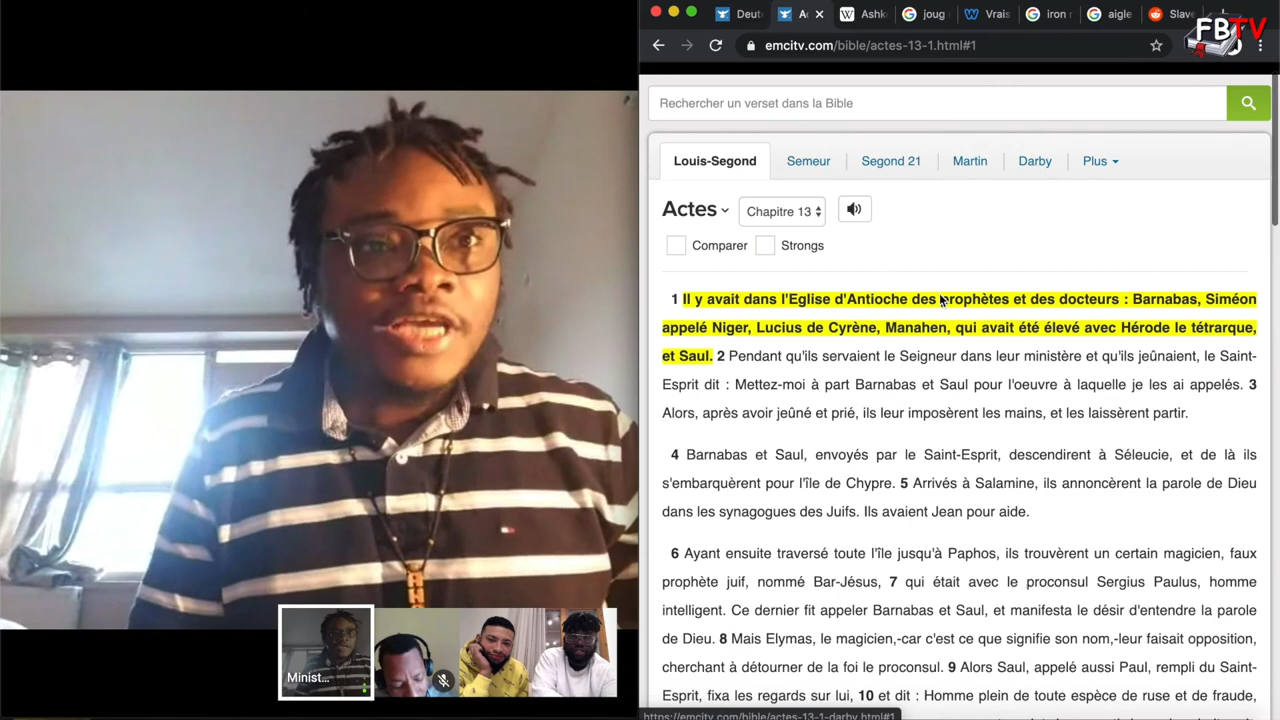 Deut
Ac
Ashk
joug
Vrais
iron
aigle
Slave
FBTV
emcitv.com/bible/actes-13-1.html#1
Rechercher un verset dans la Bible
Louis-Segond Semeur Segond 21 Martin Darby Plus
Actes Chapitre 13
Comparer Strongs
1 Il y avait dans l'Eglise d'Antioche des prophètes et des docteurs : Barnabas, Siméon
appelé Niger, Lucius de Cyrène, Manahen, qui avait été élevé avec Hérode le tétrarque,
et Saul. 2 Pendant qu'ils servaient le Seigneur dans leur ministère et qu'ils jeûnaient, le Saint-
Esprit dit : Mettez-moi à part Barnabas et Saul pour l'oeuvre à laquelle je les ai appelés. 3
Alors, après avoir jeûné et prié, ils leur imposèrent les mains, et les laissèrent partir.
4 Barnabas et Saul, envoyés par le Saint-Esprit, descendirent à Séleucie, et de là ils
s'embarquèrent pour l'île de Chypre. 5 Arrivés à Salamine, ils annoncèrent la parole de Dieu
dans les synagogues des Juifs. Ils avaient Jean pour aide.
6 Ayant ensuite traversé toute l'île jusqu'à Paphos, ils trouvèrent un certain magicien, faux
prophète juif, nommé Bar-Jésus, 7 qui était avec le proconsul Sergius Paulus, homme
intelligent. Ce dernier fit appeler Barnabas et Saul, et manifesta le désir d'entendre la parole
de Dieu. 8 Mais Elymas, le magicien,-car c'est ce que signifie son nom,-leur faisait opposition,
cherchant à détourner de la foi le proconsul. 9 Alors Saul, appelé aussi Paul, rempli du Saint-
Esprit, fixa les regards sur lui, 10 et dit : Homme plein de toute espèce de ruse et de fraude,
https://emcitv.com/bible/actes-13-1-darby.html#1
Minist...